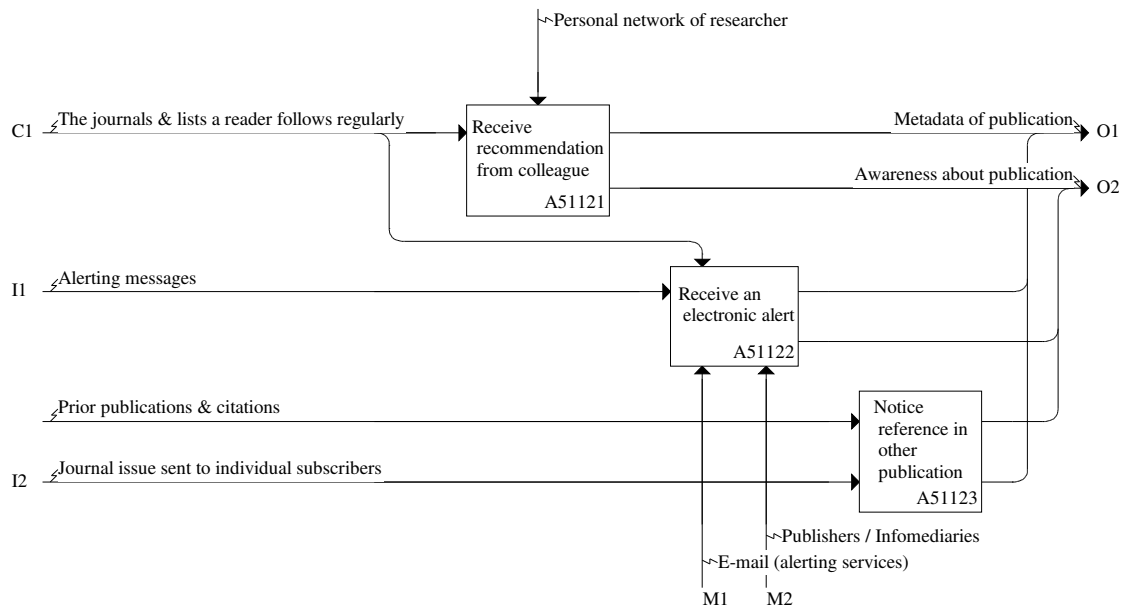 Personal network of researcher
C1
The journals & lists a reader follows regularly
Receive
recommendation
from colleague
A51121
Metadata of publication
O1
Awareness about publication
O2
I1
Alerting messages
Receive an
electronic alert
A51122
Prior publications & citations
Notice
reference in
other
publication
A51123
I2
Journal issue sent to individual subscribers
Publishers / Infomediaries
E-mail (alerting services)
M1
M2